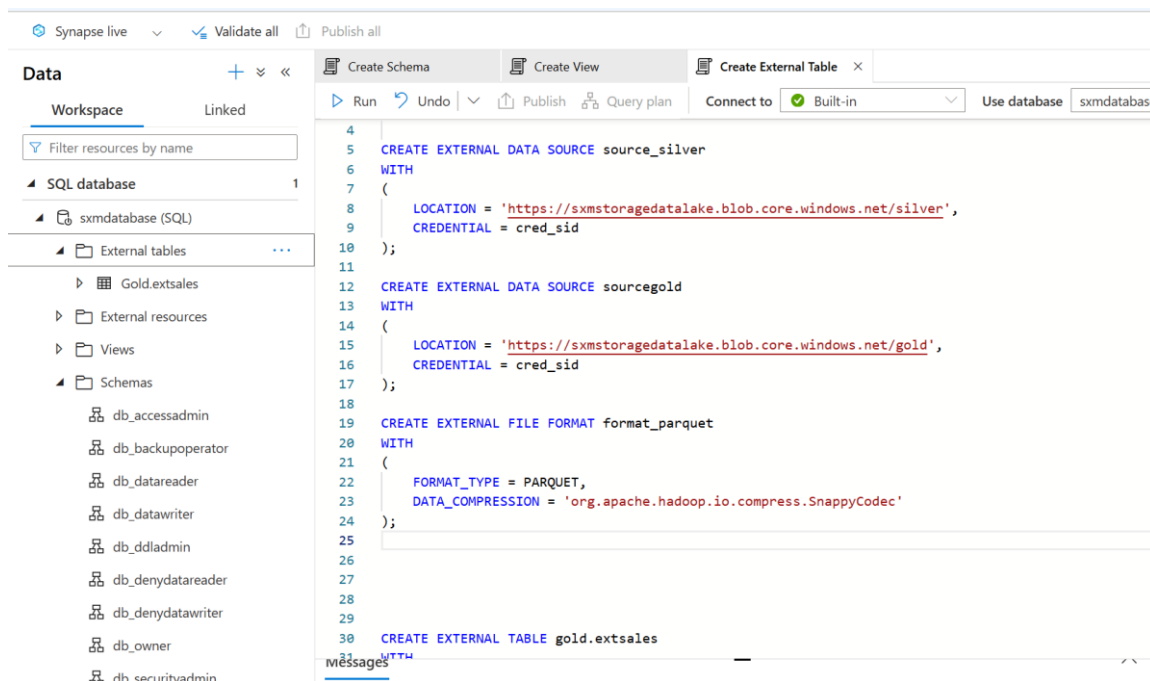 Synapse live
Validate all
Publish all
Data
Workspace
Linked
Filter resources by name
SQL database
1
sxmdatabase (SQL)
External tables
Gold.extsales
External resources
Views
Schemas
db_accessadmin
db_backupoperator
db_datareader
db_datawriter
db_ddladmin
db_denydatareader
db_denydatawriter
db_owner
db_securityadmin
Create Schema
Create View
Create External Table
Run
Undo
Publish
Query plan
Connect to
Built-in
Use database
sxmdatabas
4
5 CREATE EXTERNAL DATA SOURCE source_silver
6 WITH
7 (
8 LOCATION = 'https://sxmstoragedatalake.blob.core.windows.net/silver',
9 CREDENTIAL = cred_sid
10 );
11
12 CREATE EXTERNAL DATA SOURCE sourcegold
13 WITH
14 (
15 LOCATION = 'https://sxmstoragedatalake.blob.core.windows.net/gold',
16 CREDENTIAL = cred_sid
17 );
18
19 CREATE EXTERNAL FILE FORMAT format_parquet
20 WITH
21 (
22 FORMAT_TYPE = PARQUET,
23 DATA_COMPRESSION = 'org.apache.hadoop.io.compress.SnappyCodec'
24 );
25
26
27
28
29
30 CREATE EXTERNAL TABLE gold.extsales
31 WITH
Messages